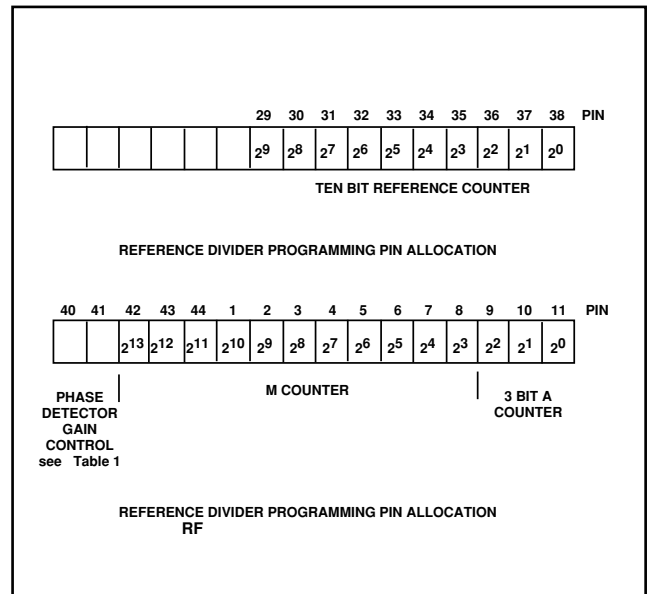 29 30 31 32 33 34 35 36 37 38 PIN
2⁹ 2⁸ 2⁷ 2⁶ 2⁵ 2⁴ 2³ 2² 2¹ 2⁰
TEN BIT REFERENCE COUNTER
REFERENCE DIVIDER PROGRAMMING PIN ALLOCATION
40 41 42 43 44 1 2 3 4 5 6 7 8 9 10 11 PIN
2¹³ 2¹² 2¹¹ 2¹⁰ 2⁹ 2⁸ 2⁷ 2⁶ 2⁵ 2⁴ 2³ 2² 2¹ 2⁰
PHASE
DETECTOR
GAIN
CONTROL
see Table 1
M COUNTER
3 BIT A
COUNTER
REFERENCE DIVIDER PROGRAMMING PIN ALLOCATION
RF